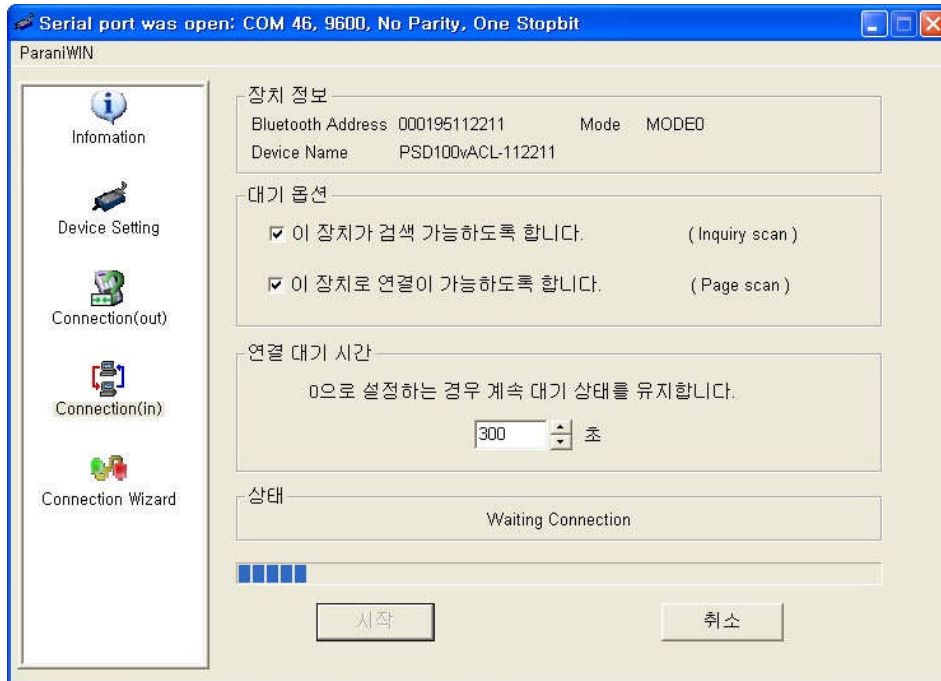 Serial port was open: COM 46, 9600, No Parity, One Stopbit
ParaniWIN
Infomation
Device Setting
Connection(out)
Connection(in)
Connection Wizard
장치 정보
Bluetooth Address 000195112211 Mode MODE0
Device Name PSD100vACL-112211
대기 옵션
이 장치가 검색 가능하도록 합니다. ( Inquiry scan )
이 장치로 연결이 가능하도록 합니다. ( Page scan )
연결 대기 시간
0으로 설정하는 경우 계속 대기 상태를 유지합니다.
300 초
상태
Waiting Connection
시작 취소